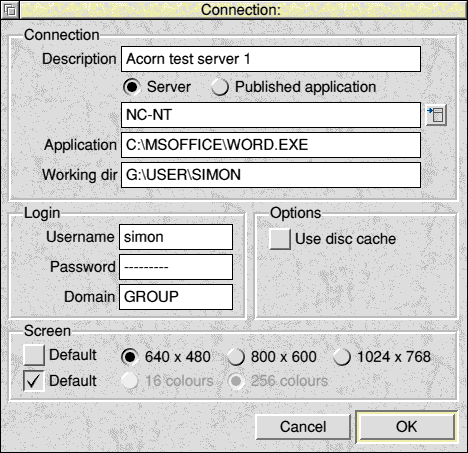 Connection:
Connection
Description Acorn test server 1
Server Published application
NC-NT
Application C:\MSOFFICE\WORD.EXE
Working dir G:\USER\SIMON
Login
Username simon
Password ---------
Domain GROUP
Options
Use disc cache
Screen
Default 640 x 480 800 x 600 1024 x 768
Default 16 colours 256 colours
Cancel OK